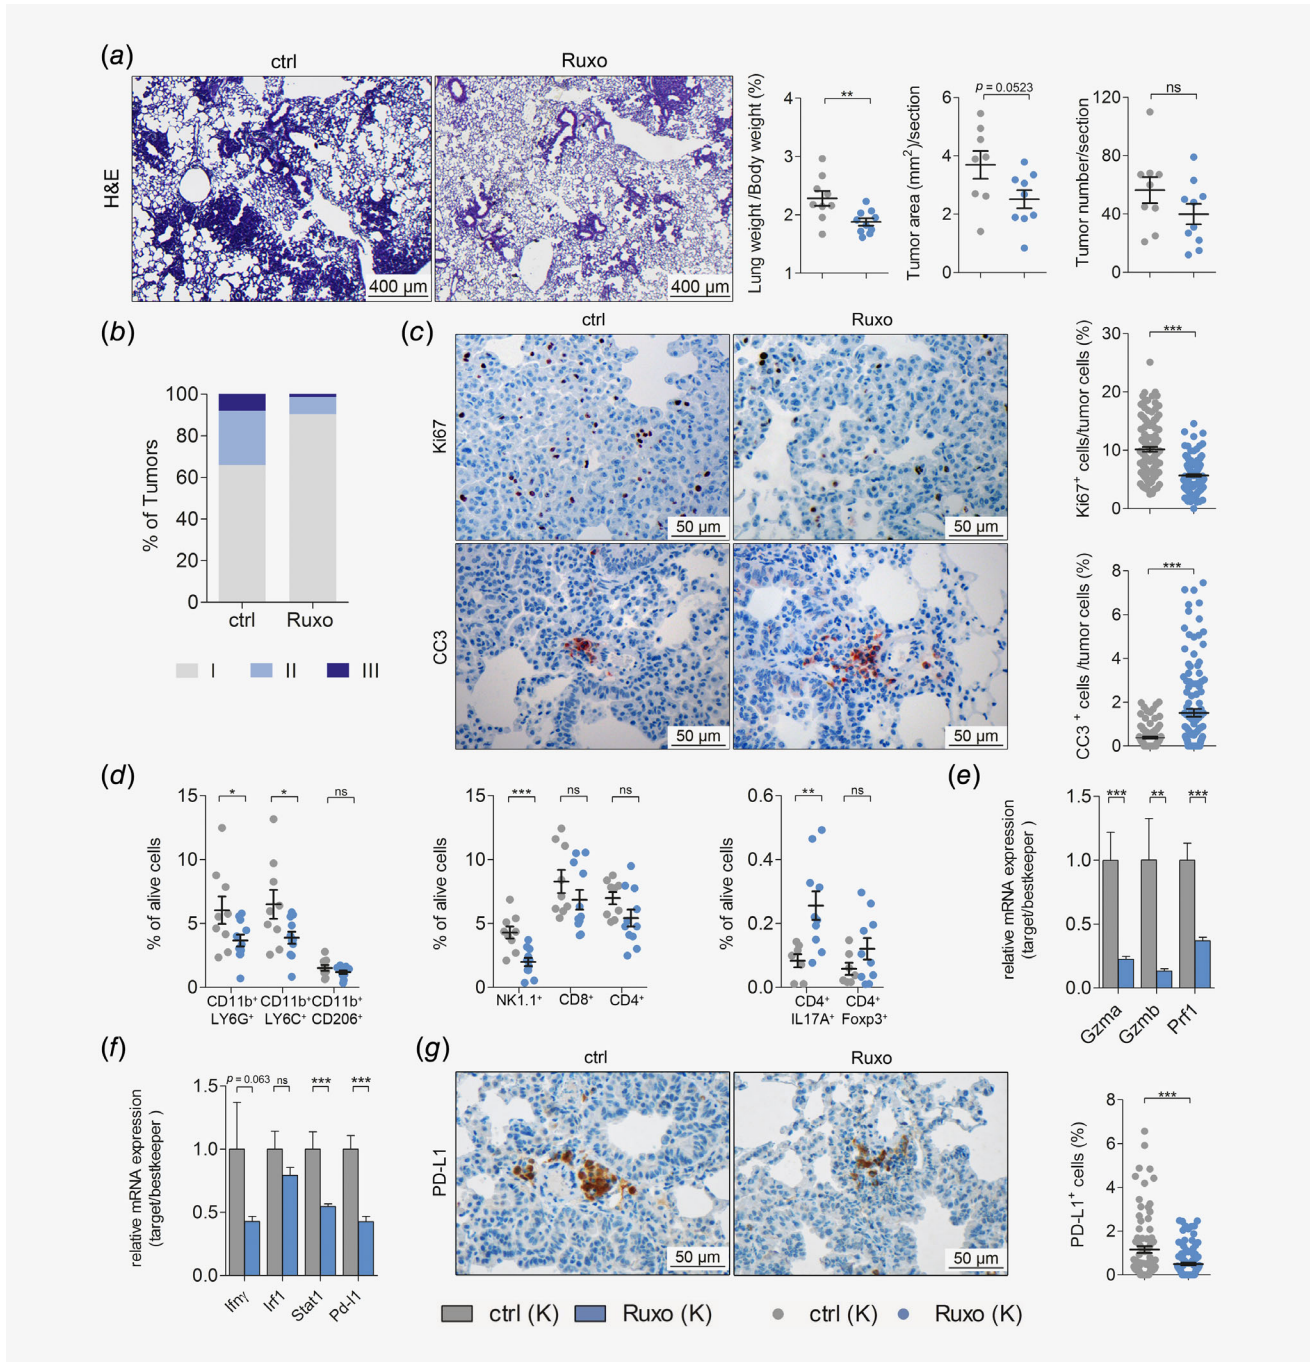 (a)
ctrl
Ruxo
H&E
400 µm
400 µm
Lung weight /Body weight (%)
4
3
2
1
**
Tumor area (mm²)/section
6
4
2
0
p = 0.0523
Tumor number/section
120
80
40
0
ns
(b)
% of Tumors
100
80
60
40
20
0
ctrl
Ruxo
I
II
III
(c)
ctrl
Ruxo
Ki67
50 µm
50 µm
CC3
50 µm
50 µm
Ki67⁺ cells/tumor cells (%)
30
20
10
0
***
CC3 ⁺ cells /tumor cells (%)
8
6
4
2
0
***
(d)
% of alive cells
15
10
5
0
*
*
ns
CD11b⁺ CD11b⁺ CD11b⁺
LY6G⁺ LY6C⁺ CD206⁺
% of alive cells
15
10
5
0
***
ns
ns
NK1.1⁺
CD8⁺
CD4⁺
% of alive cells
0.6
0.4
0.2
0.0
**
ns
CD4⁺ CD4⁺
IL17A⁺ Foxp3⁺
(e)
relative mRNA expression
(target/bestkeeper )
1.5
1.0
0.5
0.0
***
**
***
Gzma
Gzmb
Prf1
(f)
relative mRNA expression
(target/bestkeeper )
1.5
1.0
0.5
0.0
p = 0.063
ns
***
***
Ifnγ
Irf1
Stat1
Pd-l1
(g)
ctrl
Ruxo
PD-L1
50 µm
50 µm
PD-L1⁺ cells (%)
8
6
4
2
0
***
ctrl (K)
Ruxo (K)
ctrl (K)
Ruxo (K)